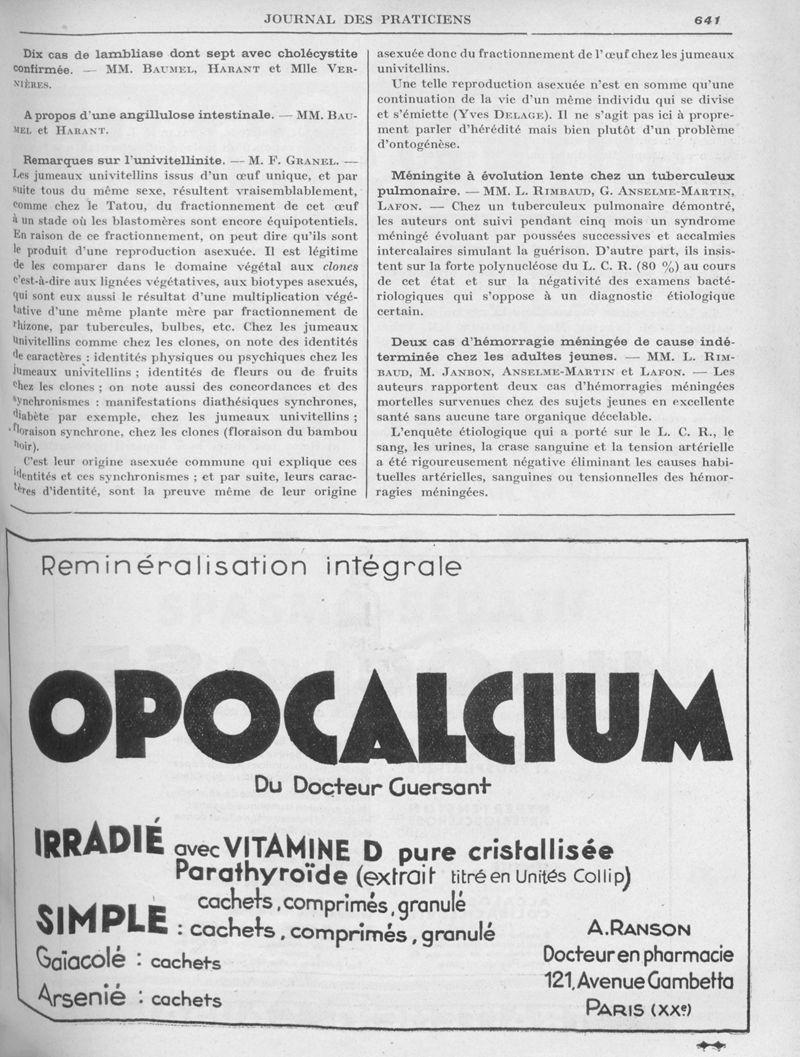 JOURNAL DES PRATICIENS 641
Dix cas de lambliase dont sept avec cholécystite
confirmée. — MM. BAUMEL, HARANT et Mlle VER-
NIÈRES.
A propos d'une angillulose intestinale. — MM. BAU-
MEL et HARANT.
Remarques sur l'univitellinite. — M. F. GRANEL. —
Les jumeaux univitellins issus d'un œuf unique, et par
suite tous du même sexe, résultent vraisemblablement,
comme chez le Tatou, du fractionnement de cet œuf
à un stade où les blastomères sont encore équipotentiels.
En raison de ce fractionnement, on peut dire qu'ils sont
le produit d'une reproduction asexuée. Il est légitime
de les comparer dans le domaine végétal aux clones
c'est-à-dire aux lignées végétatives, aux biotypes asexués,
qui sont eux aussi le résultat d'une multiplication végé-
tative d'une même plante mère par fractionnement de
rhizone, par tubercules, bulbes, etc. Chez les jumeaux
univitellins comme chez les clones, on note des identités
de caractères : identités physiques ou psychiques chez les
jumeaux univitellins ; identités de fleurs ou de fruits
chez les clones ; on note aussi des concordances et des
synchronismes : manifestations diathésiques synchrones,
diabète par exemple, chez les jumeaux univitellins ;
floraison synchrone, chez les clones (floraison du bambou
noir).
C'est leur origine asexuée commune qui explique ces
identités et ces synchronismes ; et par suite, leurs carac-
tères d'identité, sont la preuve même de leur origine
asexuée donc du fractionnement de l'œuf chez les jumeaux
univitellins.
Une telle reproduction asexuée n'est en somme qu'une
continuation de la vie d'un même individu qui se divise
et s'émiette (Yves DELAGE). Il ne s'agit pas ici à propre-
ment parler d'hérédité mais bien plutôt d'un problème
d'ontogénèse.
Méningite à évolution lente chez un tuberculeux
pulmonaire. — MM. L. RIMBAUD, G. ANSELME-MARTIN,
LAFON. — Chez un tuberculeux pulmonaire démontré,
les auteurs ont suivi pendant cinq mois un syndrome
méningé évoluant par poussées successives et accalmies
intercalaires simulant la guérison. D'autre part, ils insis-
tent sur la forte polynucléose du L. C. R. (80 %) au cours
de cet état et sur la négativité des examens bacté-
riologiques qui s'oppose à un diagnostic étiologique
certain.
Deux cas d'hémorragie méningée de cause indé-
terminée chez les adultes jeunes. — MM. L. RIM-
BAUD, M. JANBON, ANSELME-MARTIN et LAFON. — Les
auteurs rapportent deux cas d'hémorragies méningées
mortelles survenues chez des sujets jeunes en excellente
santé sans aucune tare organique décelable.
L'enquête étiologique qui a porté sur le L. C. R., le
sang, les urines, la crase sanguine et la tension artérielle
a été rigoureusement négative éliminant les causes habi-
tuelles artérielles, sanguines ou tensionnelles des hémor-
ragies méningées.
Reminéralisation intégrale
OPOCALCIUM
Du Docteur Guersant
IRRADIÉ avec VITAMINE D pure cristallisée
Parathyroïde (extrait titré en Unités Collip)
cachets, comprimés, granulé
SIMPLE : cachets, comprimés, granulé
Gaïacolé : cachets
Arsenié : cachets
A. RANSON
Docteur en pharmacie
121, Avenue Gambetta
PARIS (XXe)